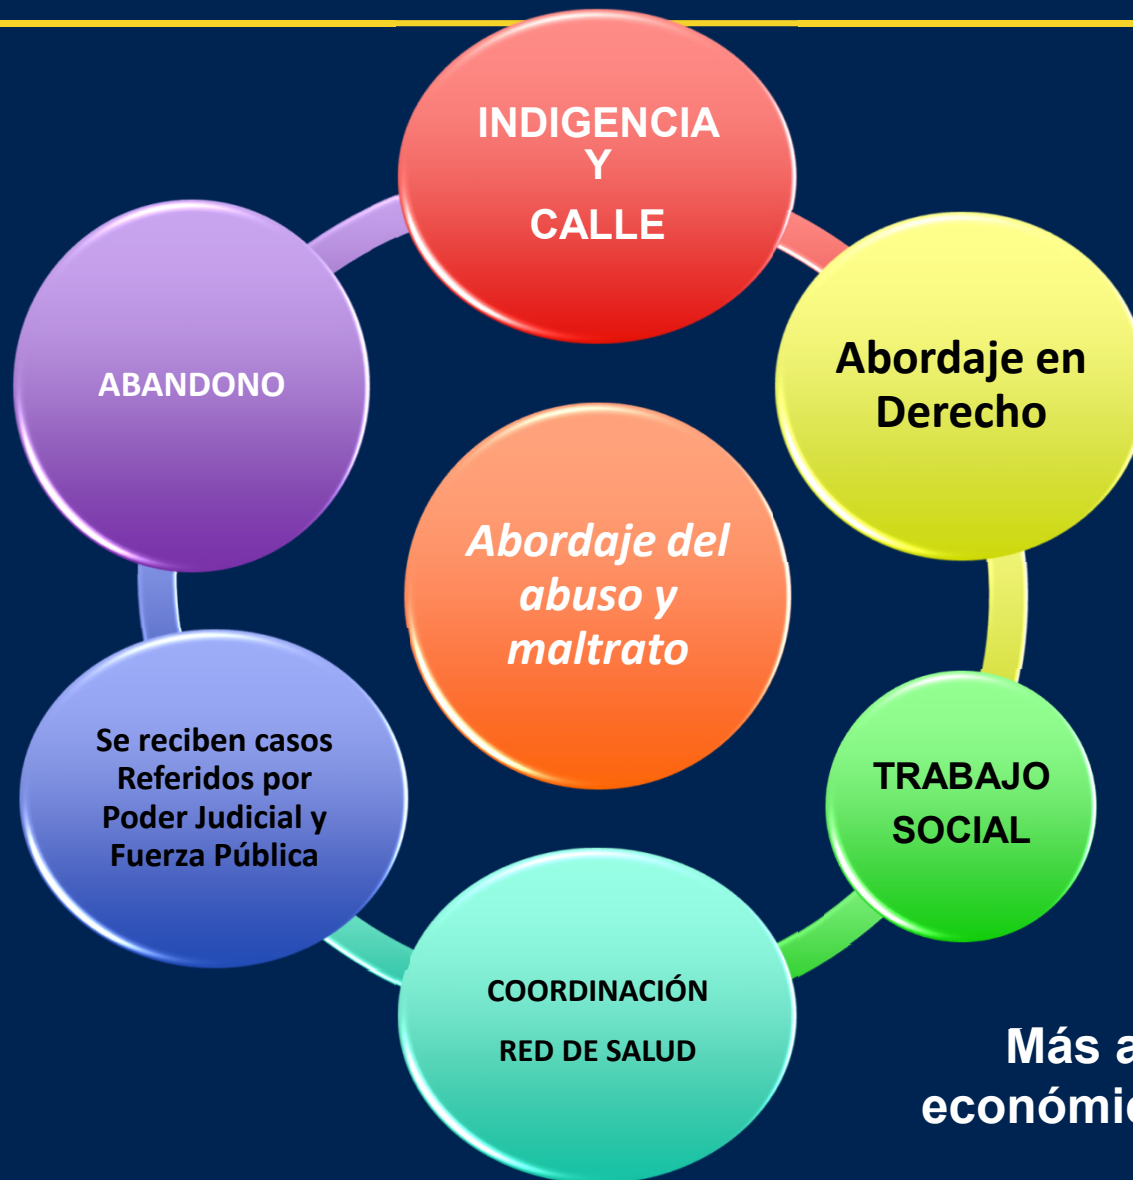 INDIGENCIA
Y
CALLE
Abordaje en
Derecho
ABANDONO
Abordaje del
abuso y
maltrato
Se reciben casos
Referidos por
Poder Judicial y
Fuerza Pública
TRABAJO
SOCIAL
COORDINACIÓN
RED DE SALUD
Más